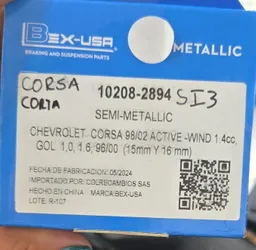 BEX-USA
BRAKING AND SUSPENSION PARTS
METALLIC
CORSA
CORTA
10208-2894
SI3
SEMI-METALLIC
CHEVROLET. CORSA 98/02 ACTIVE -WIND 1.4cc,
GOL 1.0, 1.6, 96/00 (15mm Y 16 mm)
FECHA DE FABRICACION: 05/2024
IMPORTADO POR: COLRECAMBIOS SAS
HECHO EN CHINA MARCA:BEX-USA
LOTE: R-107